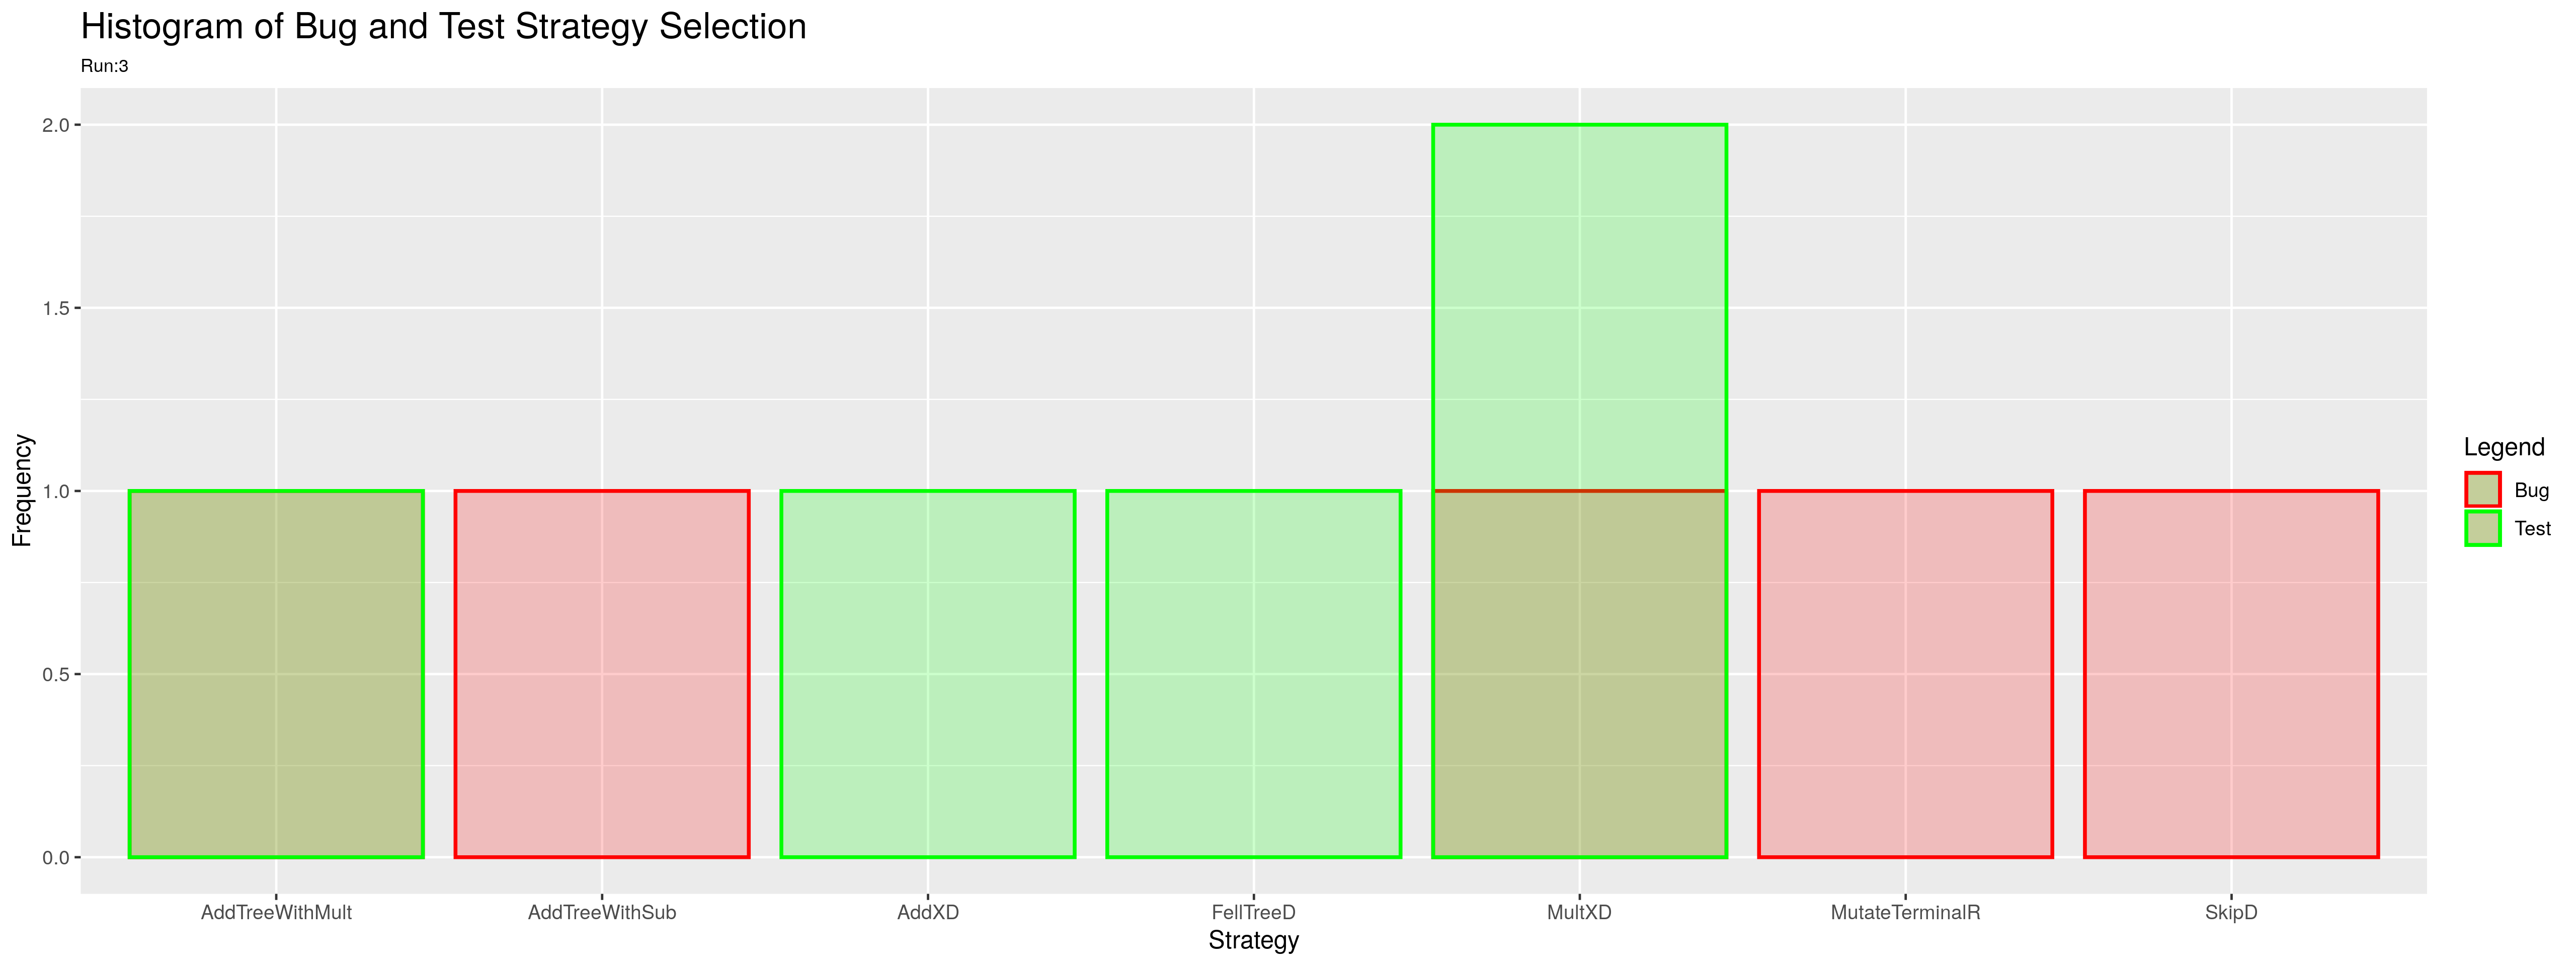 Histogram of Bug and Test Strategy Selection
Run:3
2.0
1.5
1.0
0.5
0.0
Frequency
AddTreeWithMult AddTreeWithSub AddXD FellTreeD MultXD MutateTerminalR SkipD
Strategy
Legend
Bug
Test